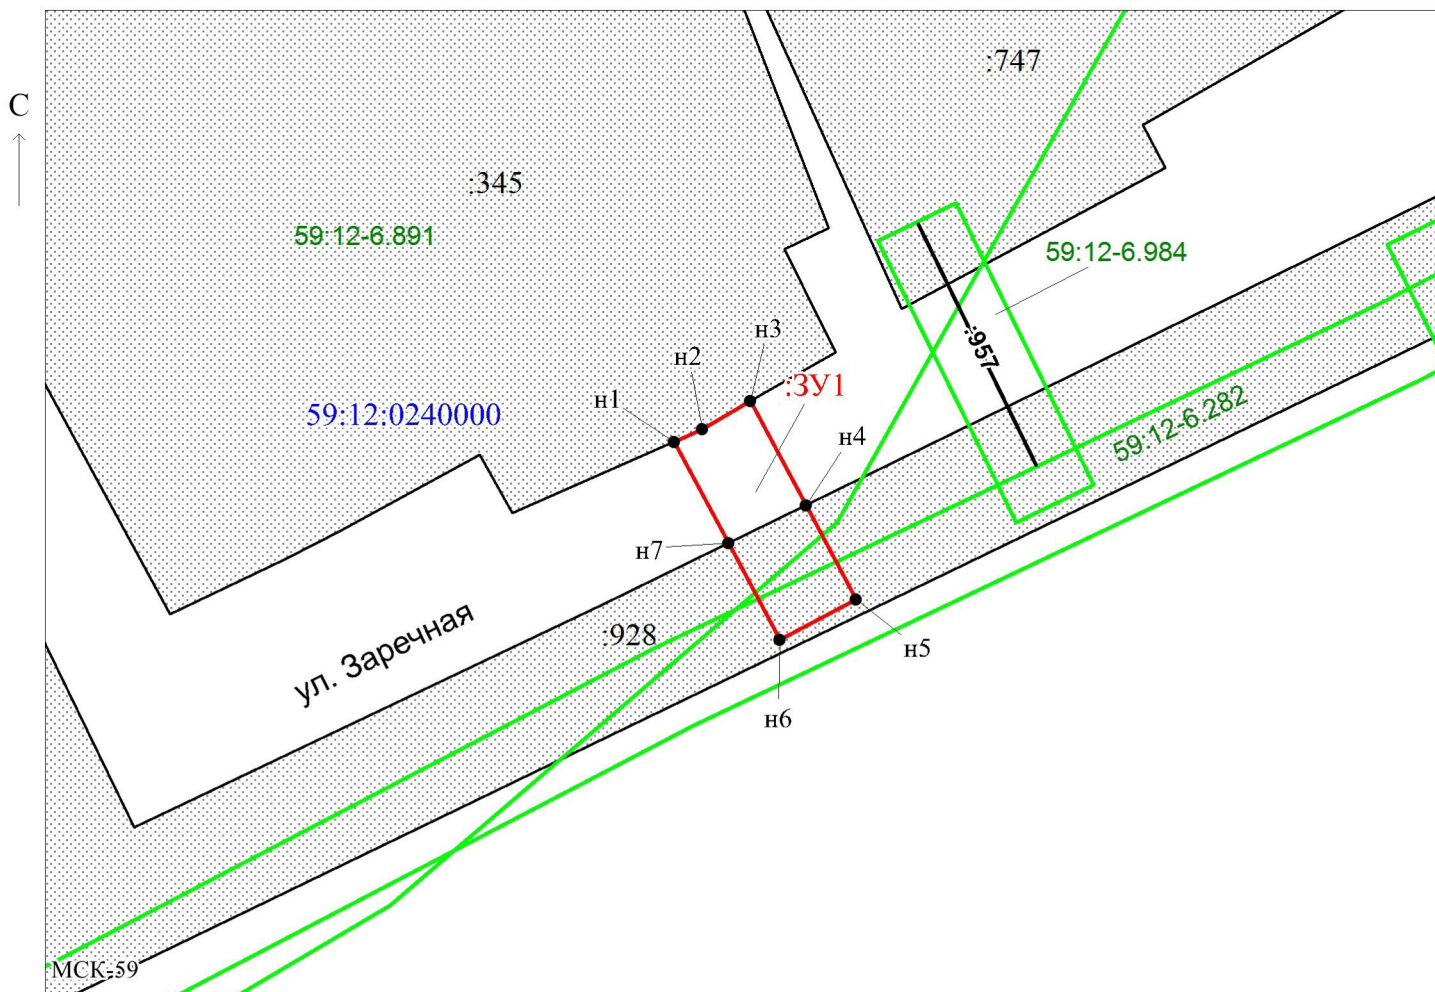 :747
С
:345
59:12-6.891
59:12-6.984
н3
н2
:957
:ЗУ1
н1
59:12:0240000
59:12-6.282
н4
н7
ул. Заречная
:928
н5
н6
МСК-59